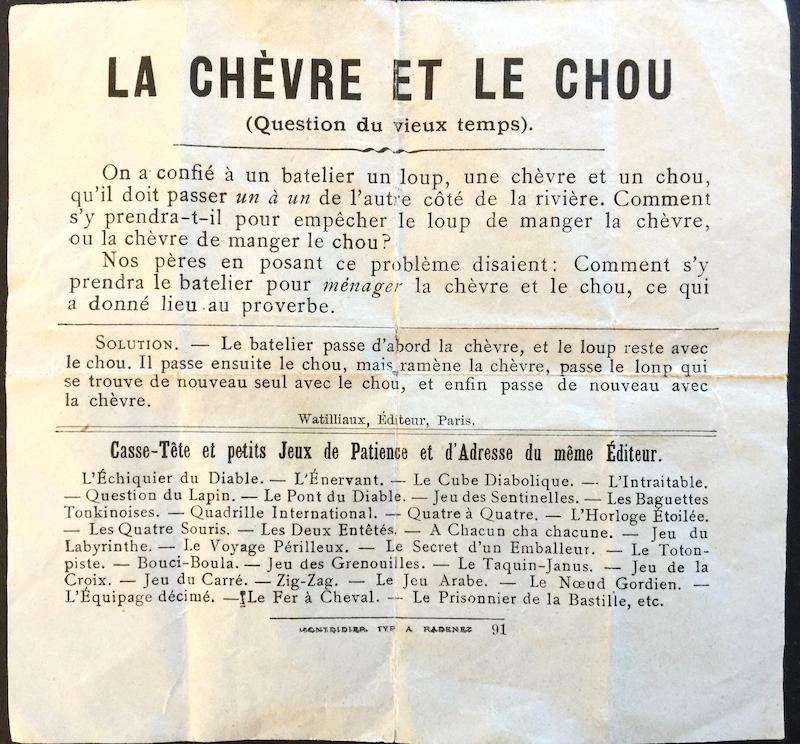 LA CHÈVRE ET LE CHOU
(Question du vieux temps).
On a confié à un batelier un loup, une chèvre et un chou,
qu'il doit passer un à un de l'autre côté de la rivière. Comment
s'y prendra-t-il pour empêcher le loup de manger la chèvre,
ou la chèvre de manger le chou?
Nos pères en posant ce problème disaient: Comment s'y
prendra le batelier pour ménager la chèvre et le chou, ce qui
a donné lieu au proverbe.
SOLUTION. — Le batelier passe d'abord la chèvre, et le loup reste avec
le chou. Il passe ensuite le chou, mais ramène la chèvre, passe le lonp qui
se trouve de nouveau seul avec le chou, et enfin passe de nouveau avec
la chèvre.
Watilliaux, Éditeur, Paris.
Casse-Tête et petits Jeux de Patience et d'Adresse du même Éditeur.
L'Échiquier du Diable. — L'Énervant. — Le Cube Diabolique. — L'Intraitable.
— Question du Lapin. — Le Pont du Diable. — Jeu des Sentinelles. — Les Baguettes
Tonkinoises. — Quadrille International. — Quatre à Quatre. — L'Horloge Étoilée.
— Les Quatre Souris. — Les Deux Entêtés. — A Chacun cha chacune. — Jeu du
Labyrinthe. — Le Voyage Périlleux. — Le Secret d'un Emballeur. — Le Toton-
piste. — Bouci-Boula. — Jeu des Grenouilles. — Le Taquin-Janus. — Jeu de la
Croix. — Jeu du Carré. — Zig-Zag. — Le Jeu Arabe. — Le Nœud Gordien. —
L'Équipage décimé. — Le Fer à Cheval. — Le Prisonnier de la Bastille, etc.
MONTDIDIER. TYP A RADENEZ 91